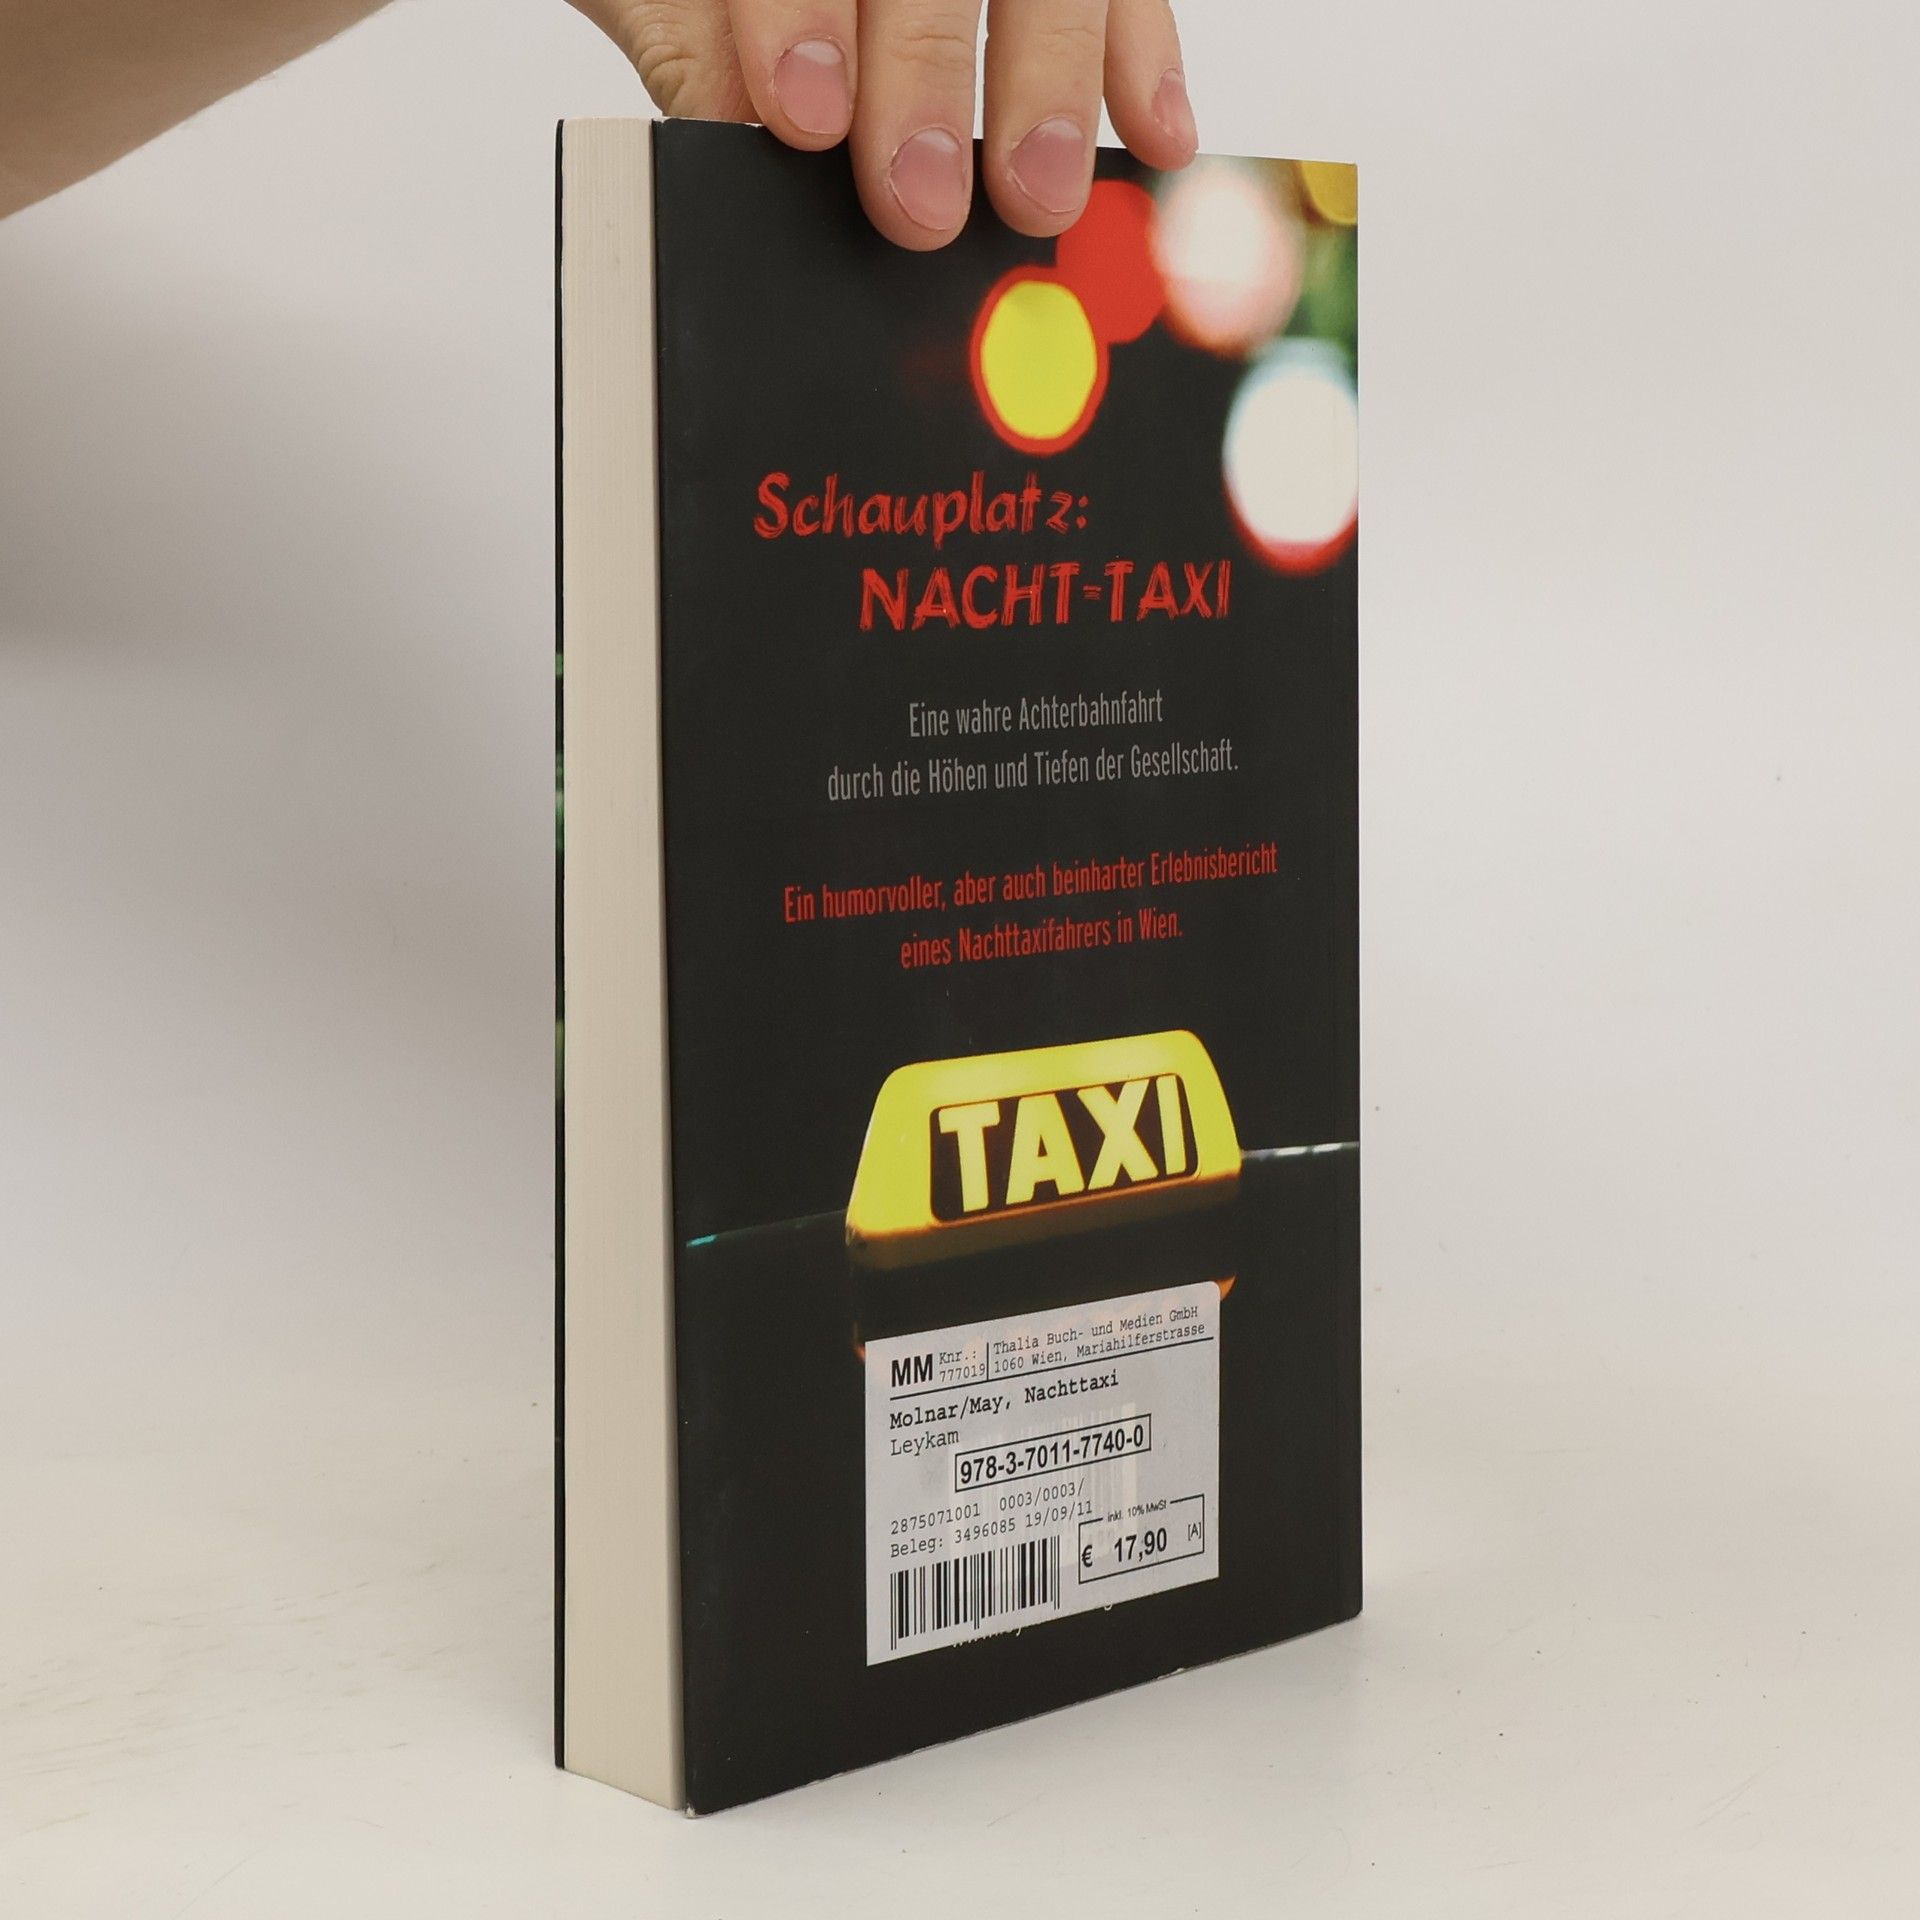 Schauplatz:
NACHT-TAXI
Eine wahre Achterbahnfahrt
durch die Höhen und Tiefen der Gesellschaft.
Ein humorvoller, aber auch beinharter Erlebnisbericht
eines Nachttaxifahrers in Wien.
TAXI
MM Knr.: 777019
Thalia Buch- und Medien GmbH
1060 Wien, Mariahilferstrasse
Molnar/May, Nachttaxi
Leykam
978-3-7011-7740-0
2875071001 0003/0003/
Beleg: 3496085 19/09/11
inkl. 10% MwSt
€ 17,90 [A]